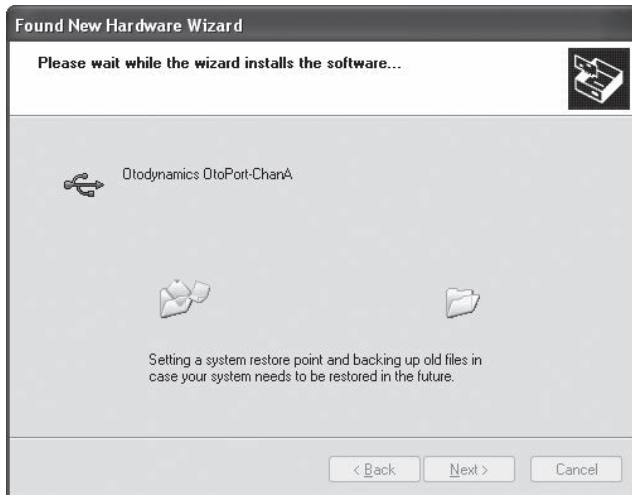 Found New Hardware Wizard
Please wait while the wizard installs the software...
Otodynamics OtoPort-ChanA
Setting a system restore point and backing up old files in
case your system needs to be restored in the future.
< Back
Next >
Cancel